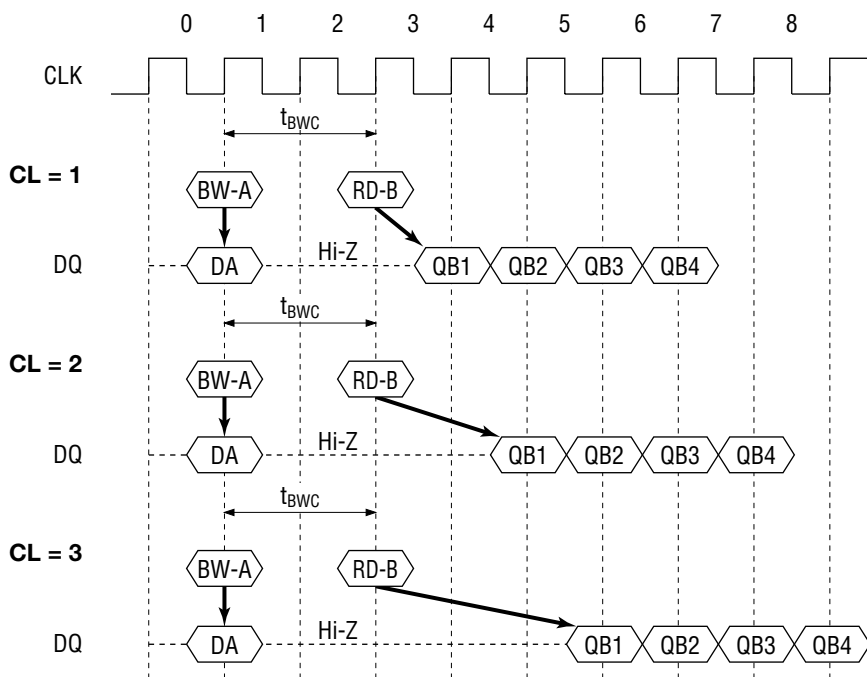 0 1 2 3 4 5 6 7 8
CLK
tBWC
CL = 1
BW-A RD-B
DQ DA Hi-Z QB1 QB2 QB3 QB4
tBWC
CL = 2
BW-A RD-B
DQ DA Hi-Z QB1 QB2 QB3 QB4
tBWC
CL = 3
BW-A RD-B
DQ DA Hi-Z QB1 QB2 QB3 QB4